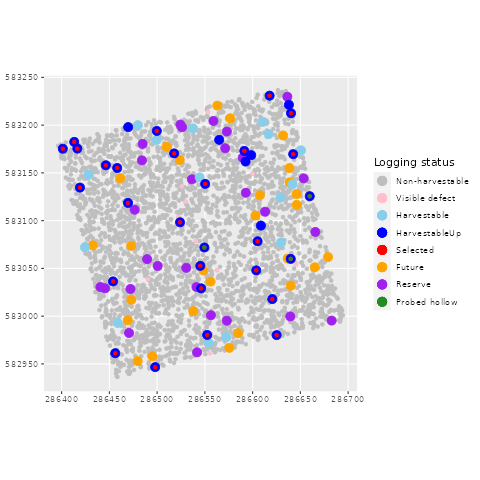 583250
583200
583150
583100
583050
583000
582950
286400 286450 286500 286550 286600 286650 286700
Logging status
Non-harvestable
Visible defect
Harvestable
HarvestableUp
Selected
Future
Reserve
Probed hollow